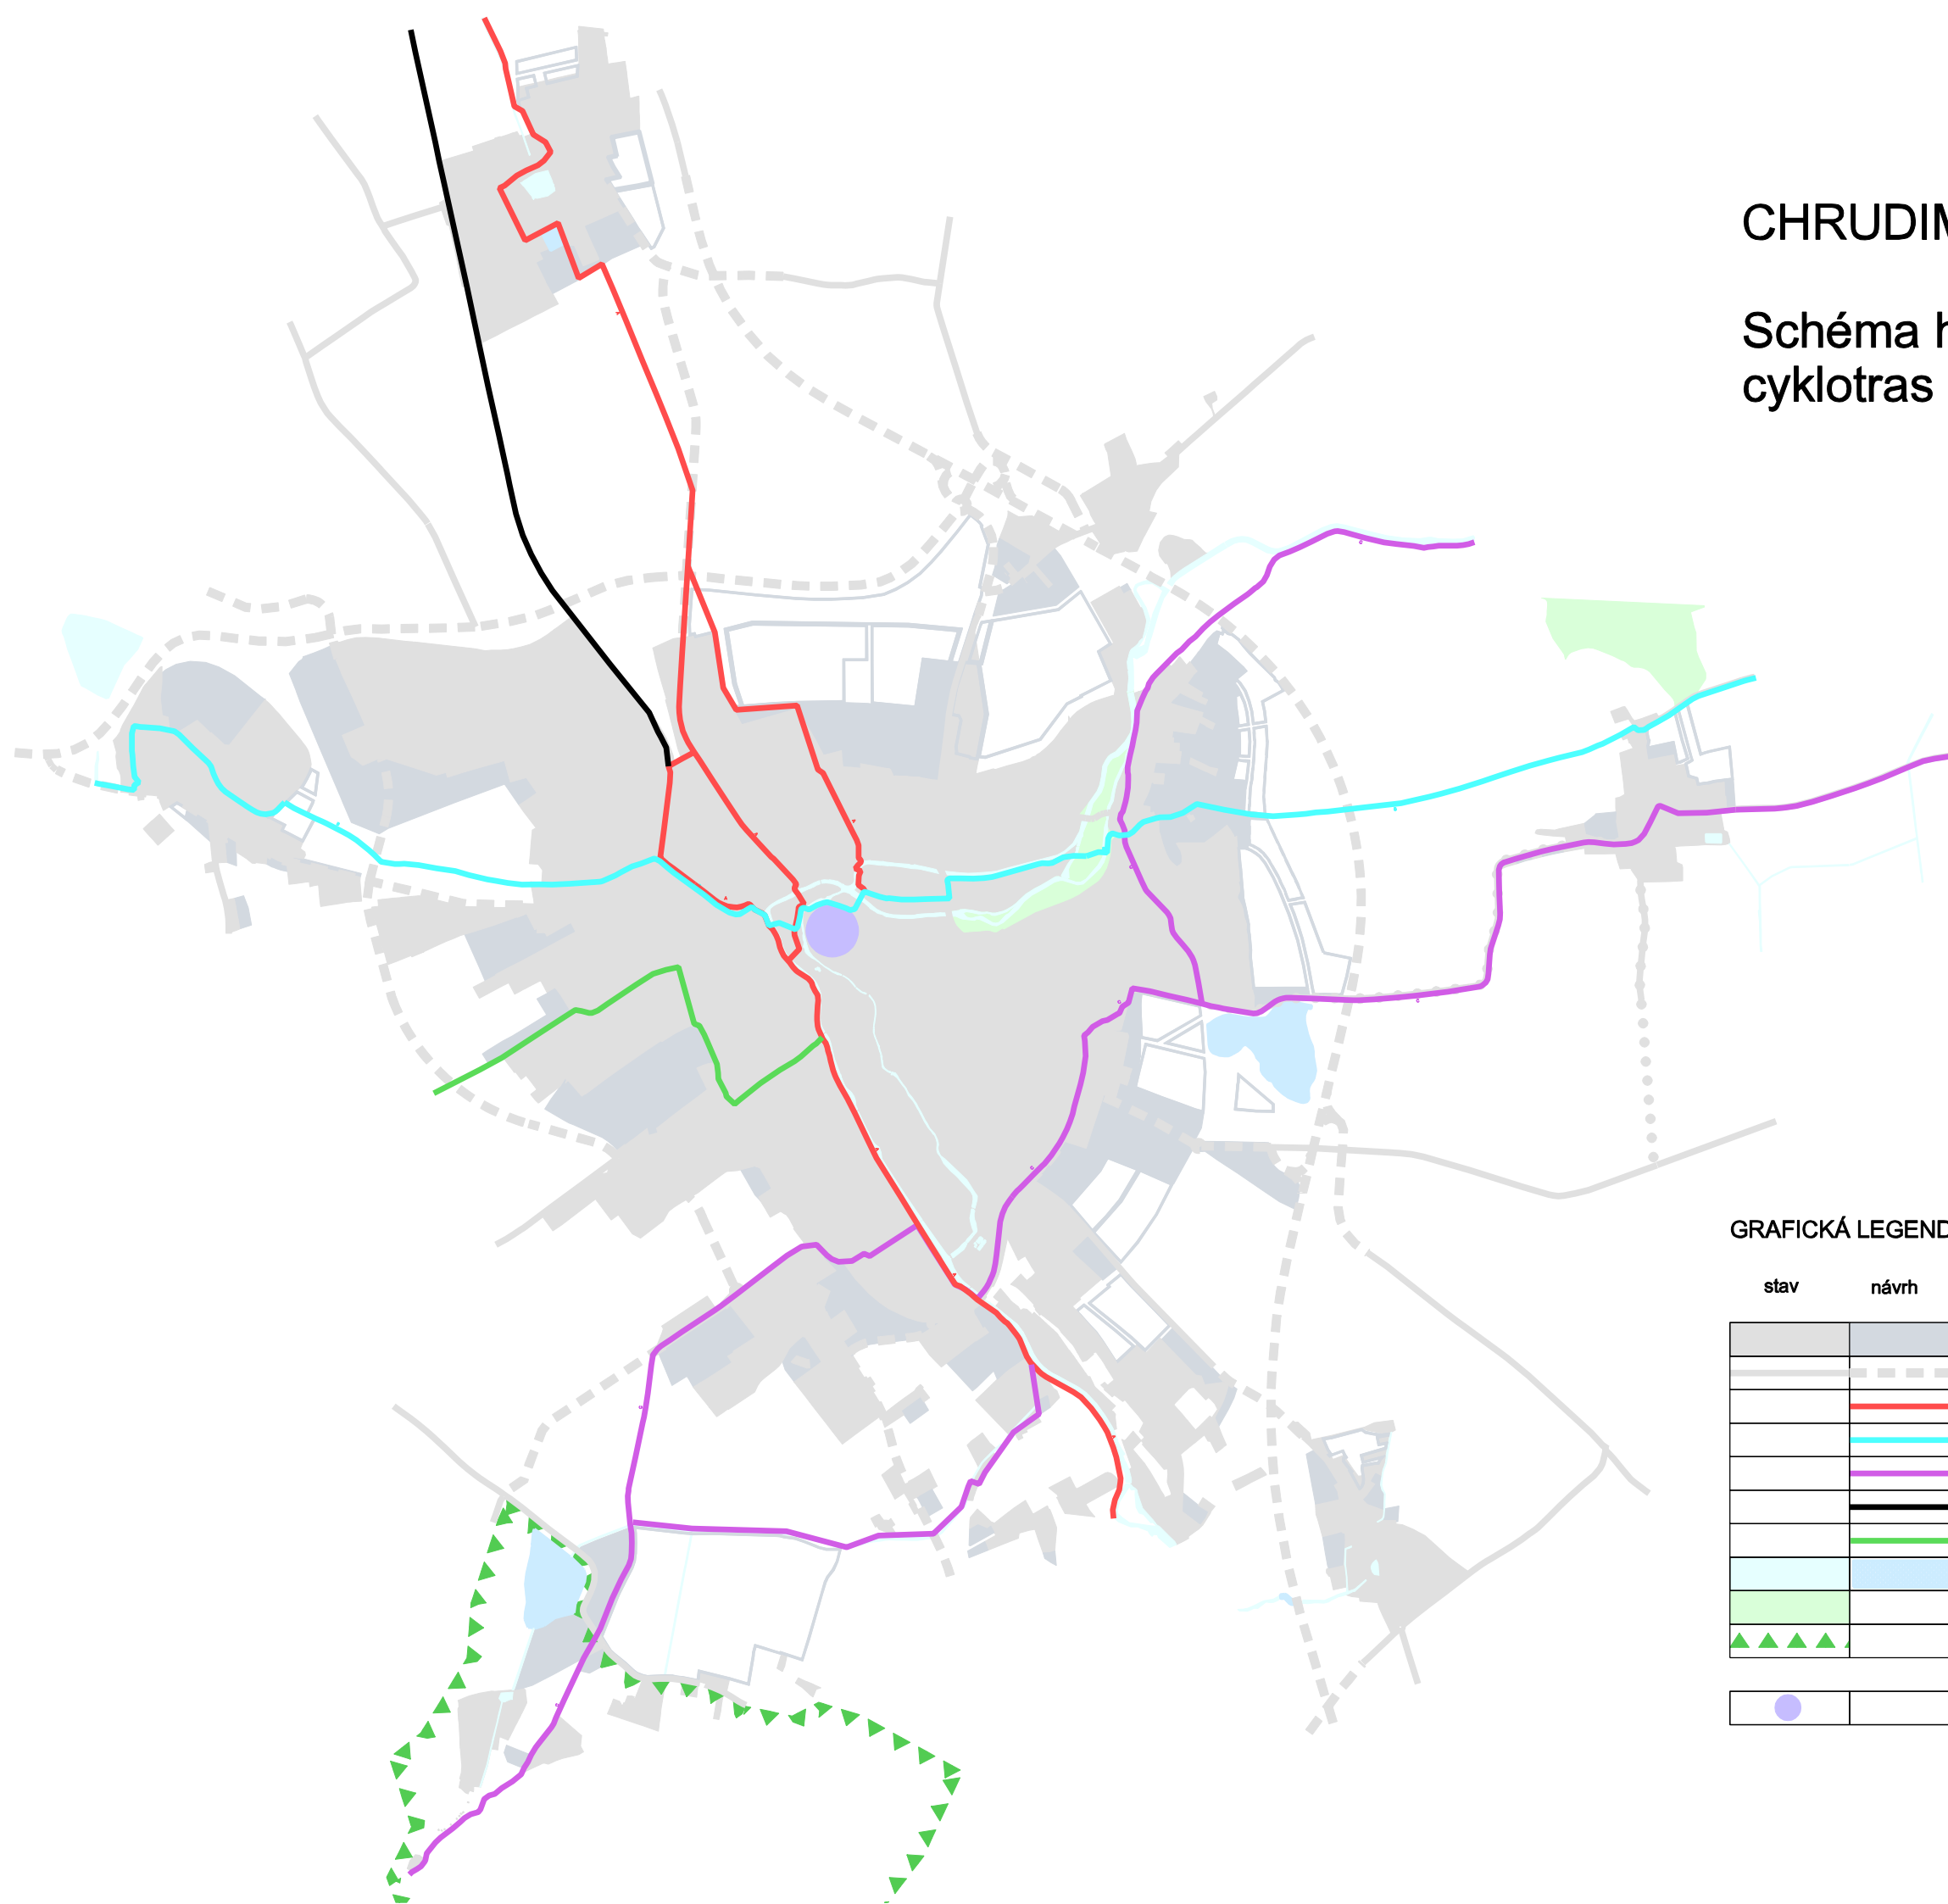 CHRUDIM
Schéma h
cyklotras
GRAFICKÁ LEGEND
stav
návrh